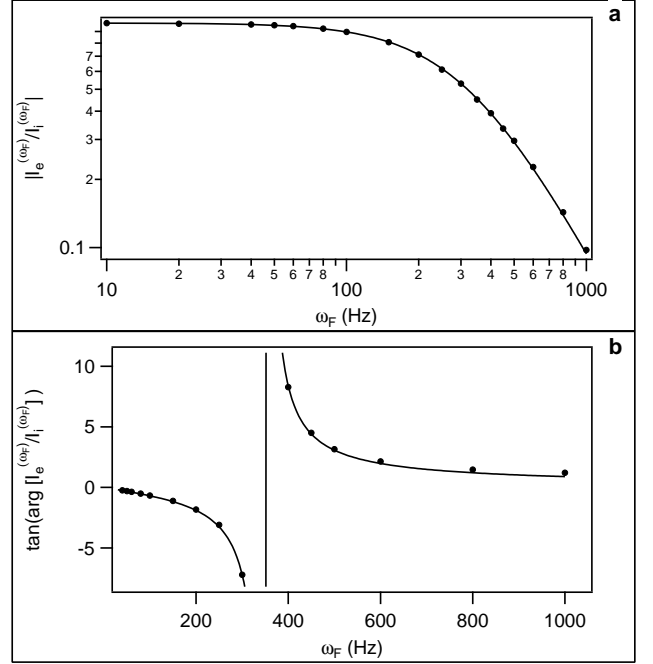 a
|I_e^(ω_F)/I_i^(ω_F)|
7
6
5
4
3
2
0.1
2 3 4 5 6 7 8 2 3 4 5 6 7 8
10 100 1000
ω_F (Hz)
b
tan(arg [I_e^(ω_F)/I_i^(ω_F)] )
10
5
0
-5
200 400 600 800 1000
ω_F (Hz)